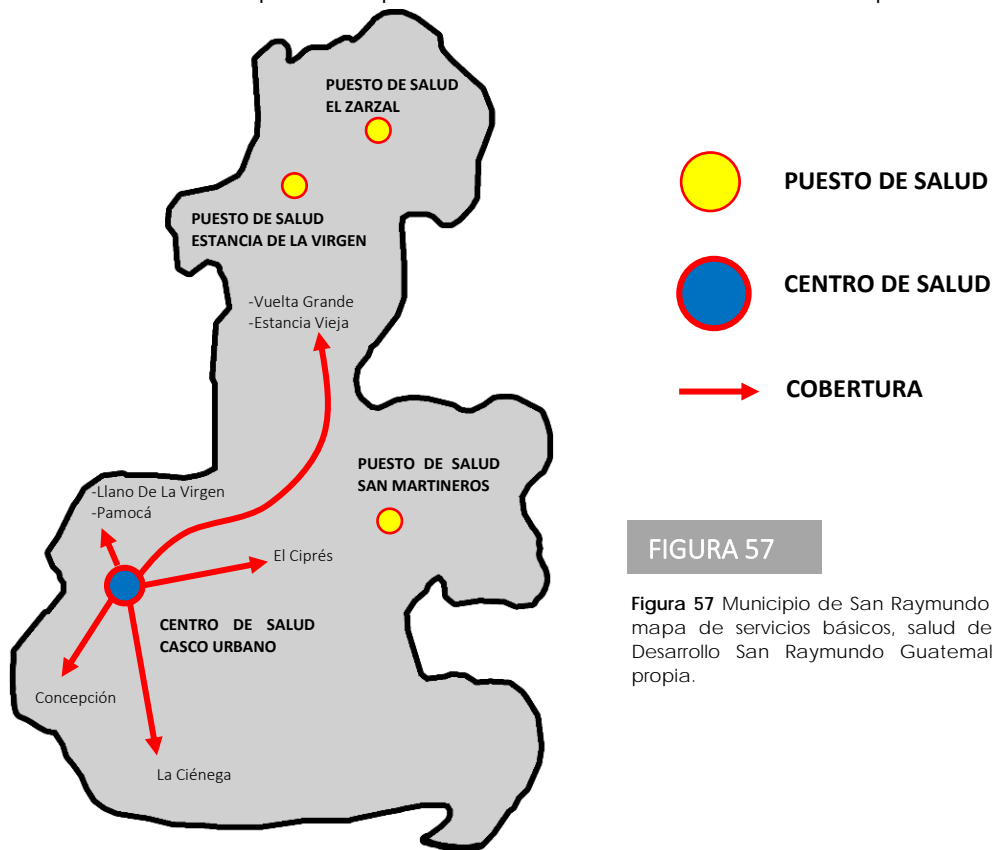 PUESTO DE SALUD
EL ZARZAL
PUESTO DE SALUD
ESTANCIA DE LA VIRGEN
-Vuelta Grande
-Estancia Vieja
PUESTO DE SALUD
SAN MARTINEROS
-Llano De La Virgen
-Pamocá
El Ciprés
CENTRO DE SALUD
CASCO URBANO
Concepción
La Ciénega
PUESTO DE SALUD
CENTRO DE SALUD
COBERTURA
FIGURA 57
Figura 57 Municipio de San Raymundo
mapa de servicios básicos, salud de
Desarrollo San Raymundo Guatemal
propia.